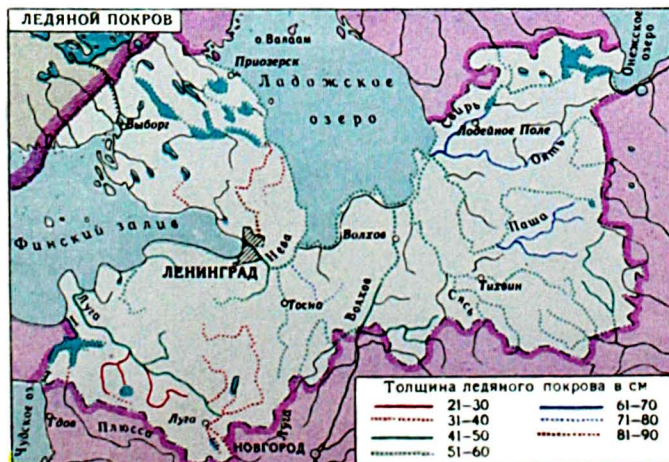 ЛЕДЯНОЙ ПОКРОВ
о.Валаам
Приозерск
Ладожское
озеро
Онежское
озеро
Свирь
Лодейное Поле
Оять
Выборг
Финский залив
Нева
ЛЕНИНГРАД
Волхов
Паша
Тихвин
Сясь
Тосна
Волхов
Луга
Луга
Луга
Чудское оз.
Гдов
Плюсса
НОВГОРОД
Толщина ледяного покрова в см
21-30
31-40
41-50
51-60
61-70
71-80
81-90